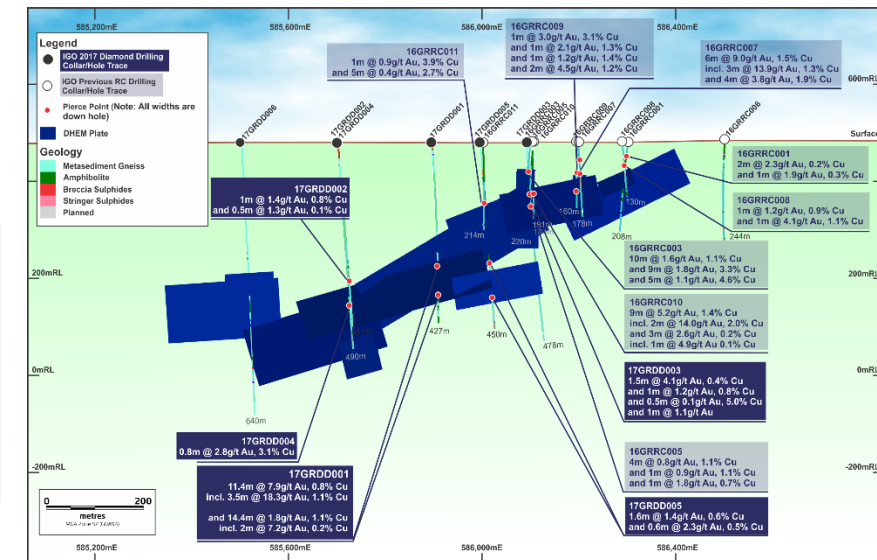 585,200mE
585,600mE
586,000mE
586,400mE
Legend
IGO 2017 Diamond Drilling
Collar/Hole Trace
IGO Previous RC Drilling
Collar/Hole Trace
Pierce Point (Note: All widths are
down hole)
DHEM Plate
Geology
Metasediment Gneiss
Amphibolite
Breccia Sulphides
Stringer Sulphides
Planned
16GRRC011
1m @ 0.9g/t Au, 3.9% Cu
and 5m @ 0.4g/t Au, 2.7% Cu
16GRRC009
1m @ 3.0g/t Au, 3.1% Cu
and 1m @ 2.1g/t Au, 1.3% Cu
and 1m @ 1.2g/t Au, 1.4% Cu
and 2m @ 4.5g/t Au, 1.2% Cu
16GRRC007
6m @ 9.0g/t Au, 1.5% Cu
incl. 3m @ 13.9g/t Au, 1.3% Cu
and 4m @ 3.8g/t Au, 1.9% Cu
600mRL
600mRL
17GRDD006
17GRDD002
17GRDD004
17GRDD001
17GRDD005
16GRRC011
17GRDD003
16GRRC010
16GRRC009
16GRRC007
16GRRC008
16GRRC001
16GRRC006
Surface
16GRRC001
2m @ 2.3g/t Au, 0.2% Cu
and 1m @ 1.9g/t Au, 0.3% Cu
17GRDD002
1m @ 1.4g/t Au, 0.8% Cu
and 0.5m @ 1.3g/t Au, 0.1% Cu
16GRRC008
1m @ 1.2g/t Au, 0.9% Cu
and 1m @ 4.1g/t Au, 1.1% Cu
130m
160m
178m
191m
208m
214m
220m
244m
16GRRC003
10m @ 1.6g/t Au, 1.1% Cu
and 9m @ 1.8g/t Au, 3.3% Cu
and 5m @ 1.1g/t Au, 4.6% Cu
200mRL
200mRL
16GRRC010
9m @ 5.2g/t Au, 1.4% Cu
incl. 2m @ 14.0g/t Au, 2.0% Cu
and 3m @ 2.6g/t Au, 0.2% Cu
incl. 1m @ 4.9g/t Au 0.1% Cu
427m
450m
478m
490m
0mRL
0mRL
17GRDD003
1.5m @ 4.1g/t Au, 0.4% Cu
and 1m @ 1.2g/t Au, 0.8% Cu
and 0.5m @ 0.1g/t Au, 5.0% Cu
and 1m @ 1.1g/t Au
640m
17GRDD004
0.8m @ 2.8g/t Au, 3.1% Cu
16GRRC005
4m @ 0.8g/t Au, 1.1% Cu
and 1m @ 0.9g/t Au, 1.1% Cu
and 1m @ 1.8g/t Au, 0.7% Cu
17GRDD001
11.4m @ 7.9g/t Au, 0.8% Cu
incl. 3.5m @ 18.3g/t Au, 1.1% Cu
and 14.4m @ 1.8g/t Au, 1.1% Cu
incl. 2m @ 7.2g/t Au, 0.2% Cu
-200mRL
-200mRL
17GRDD005
1.6m @ 1.4g/t Au, 0.6% Cu
and 0.6m @ 2.3g/t Au, 0.5% Cu
0 200
metres
MGA Zone 52 (GDA94)
585,200mE
585,600mE
586,000mE
586,400mE